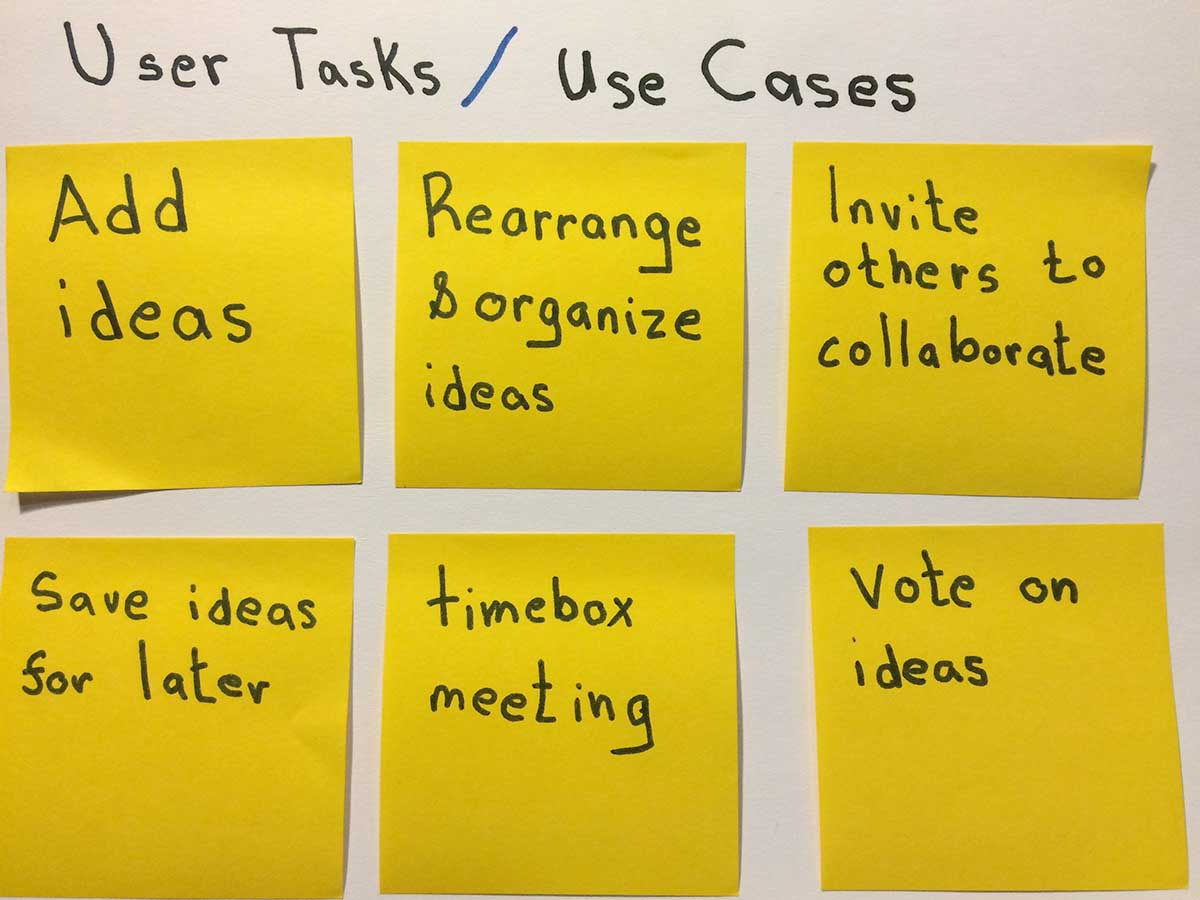 User Tasks / Use Cases
Add
ideas
Rearrange
& organize
ideas
Invite
others to
collaborate
Save ideas
for later
timebox
meeting
Vote on
ideas